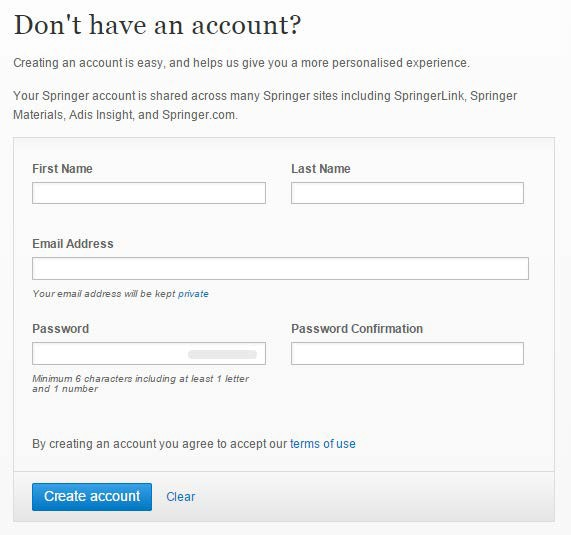 Don't have an account?
Creating an account is easy, and helps us give you a more personalised experience.
Your Springer account is shared across many Springer sites including SpringerLink, Springer
Materials, Adis Insight, and Springer.com.
First Name
Last Name
Email Address
Your email address will be kept private
Password
Password Confirmation
Minimum 6 characters including at least 1 letter
and 1 number
By creating an account you agree to accept our terms of use
Create account
Clear